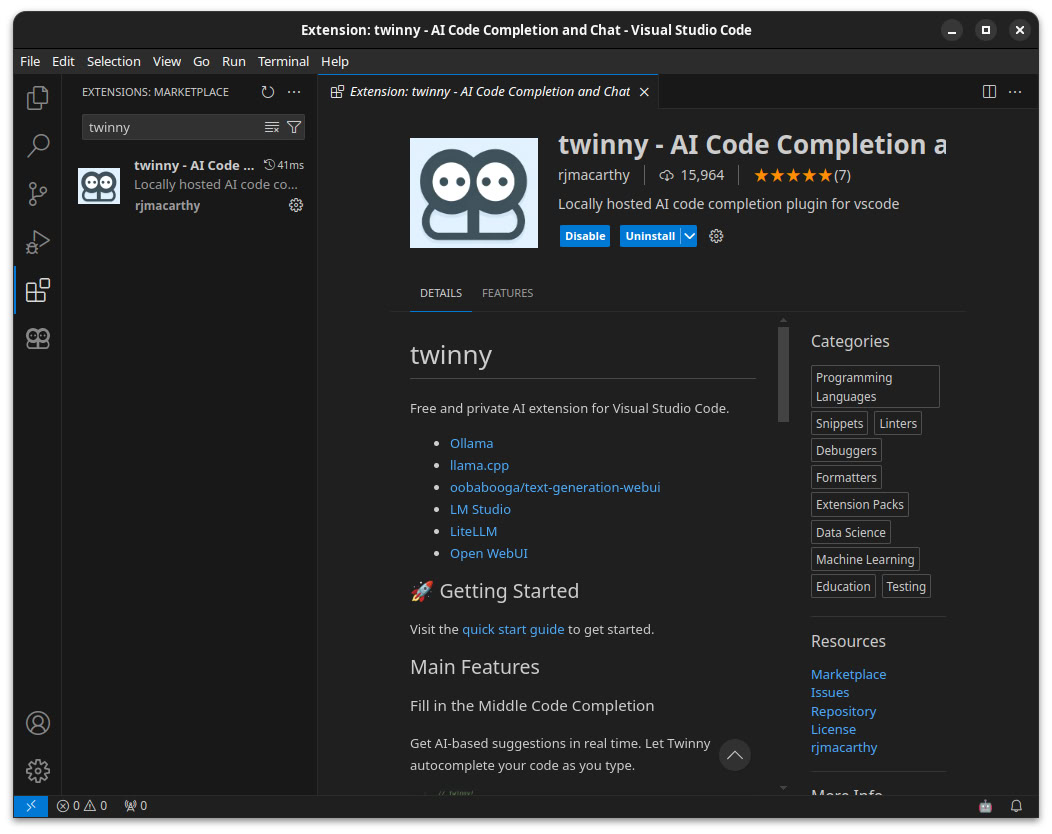 Extension: twinny - AI Code Completion and Chat - Visual Studio Code
File Edit Selection View Go Run Terminal Help
EXTENSIONS: MARKETPLACE
twinny
twinny - AI Code ... 41ms
Locally hosted AI code co...
rjmacarthy
Extension: twinny - AI Code Completion and Chat
twinny - AI Code Completion a
rjmacarthy 15,964 (7)
Locally hosted AI code completion plugin for vscode
Disable Uninstall
DETAILS FEATURES
twinny
Free and private AI extension for Visual Studio Code.
Ollama
llama.cpp
oobabooga/text-generation-webui
LM Studio
LiteLLM
Open WebUI
🚀 Getting Started
Visit the quick start guide to get started.
Main Features
Fill in the Middle Code Completion
Get AI-based suggestions in real time. Let Twinny
autocomplete your code as you type.
Categories
Programming
Languages
Snippets Linters
Debuggers
Formatters
Extension Packs
Data Science
Machine Learning
Education Testing
Resources
Marketplace
Issues
Repository
License
rjmacarthy
More Info
0 0 0